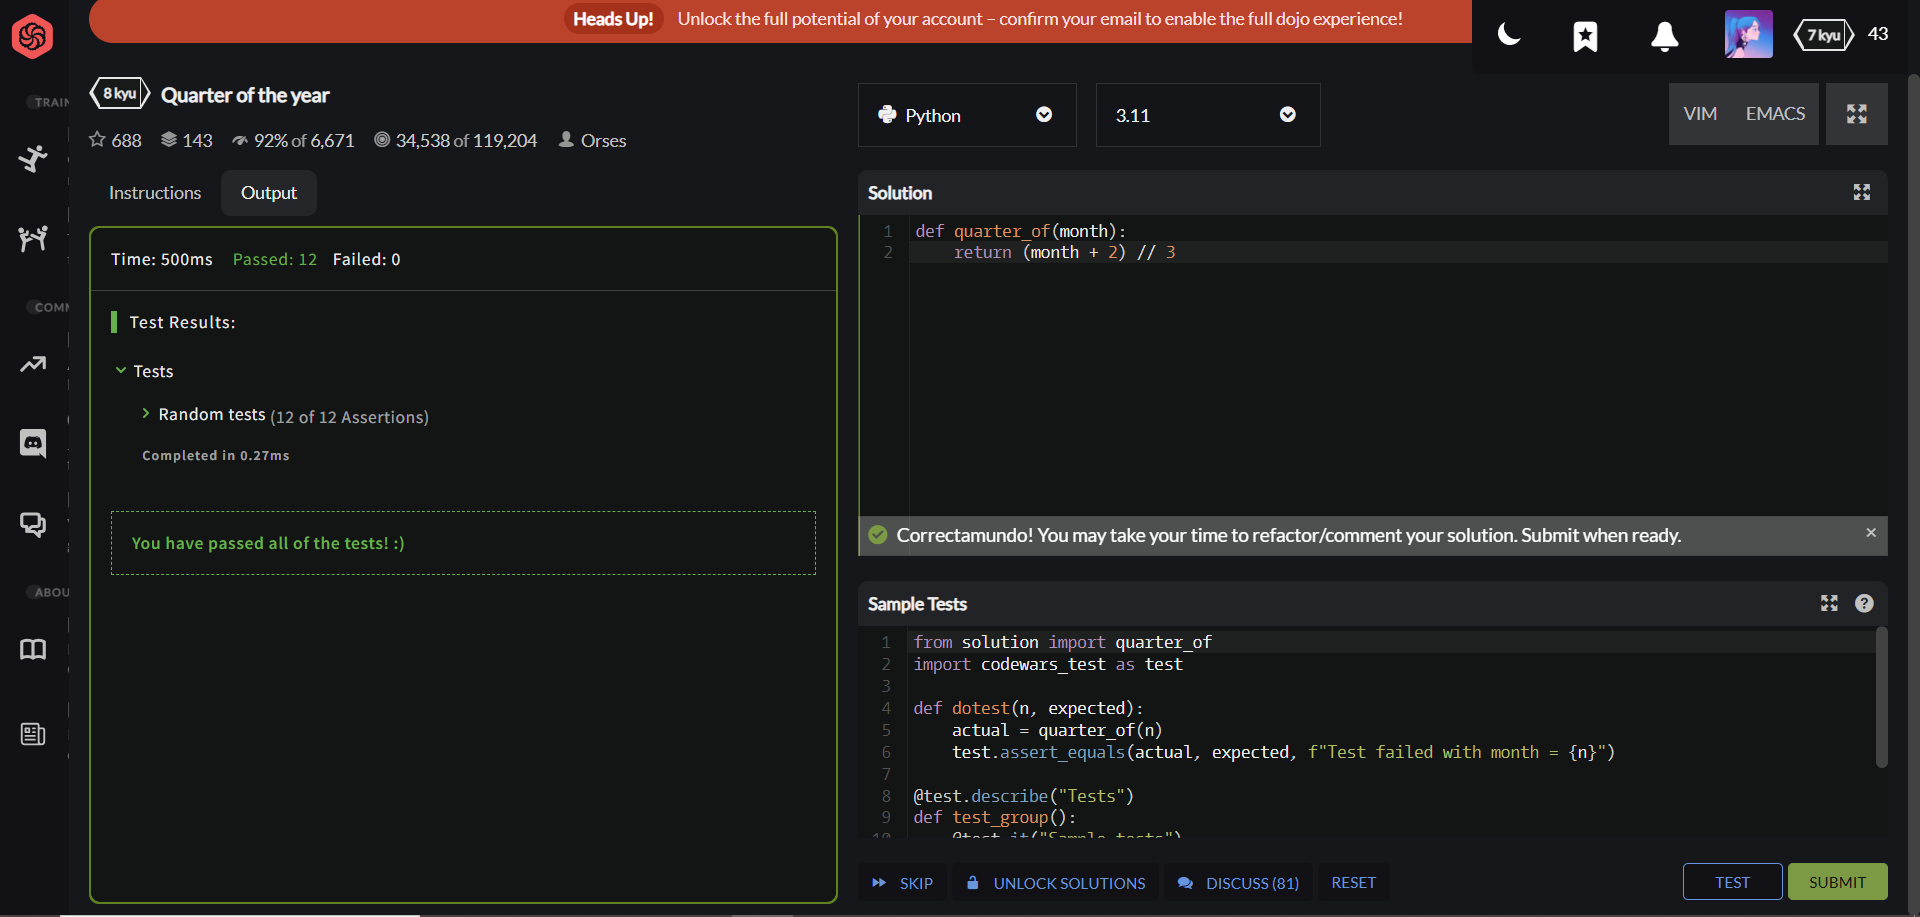 Heads Up! Unlock the full potential of your account – confirm your email to enable the full dojo experience!
7 kyu 43
TRAIN
COMM
ABOU
8 kyu Quarter of the year
688 143 92% of 6,671 34,538 of 119,204 Orses
Instructions Output
Time: 500ms Passed: 12 Failed: 0
Test Results:
Tests
Random tests (12 of 12 Assertions)
Completed in 0.27ms
You have passed all of the tests! :)
Python 3.11 VIM EMACS
Solution
1 def quarter_of(month):
2     return (month + 2) // 3
Correctamundo! You may take your time to refactor/comment your solution. Submit when ready.
Sample Tests
1 from solution import quarter_of
2 import codewars_test as test
3
4 def dotest(n, expected):
5     actual = quarter_of(n)
6     test.assert_equals(actual, expected, f"Test failed with month = {n}")
7
8 @test.describe("Tests")
9 def test_group():
10     @test.it("Sample tests")
SKIP UNLOCK SOLUTIONS DISCUSS (81) RESET TEST SUBMIT